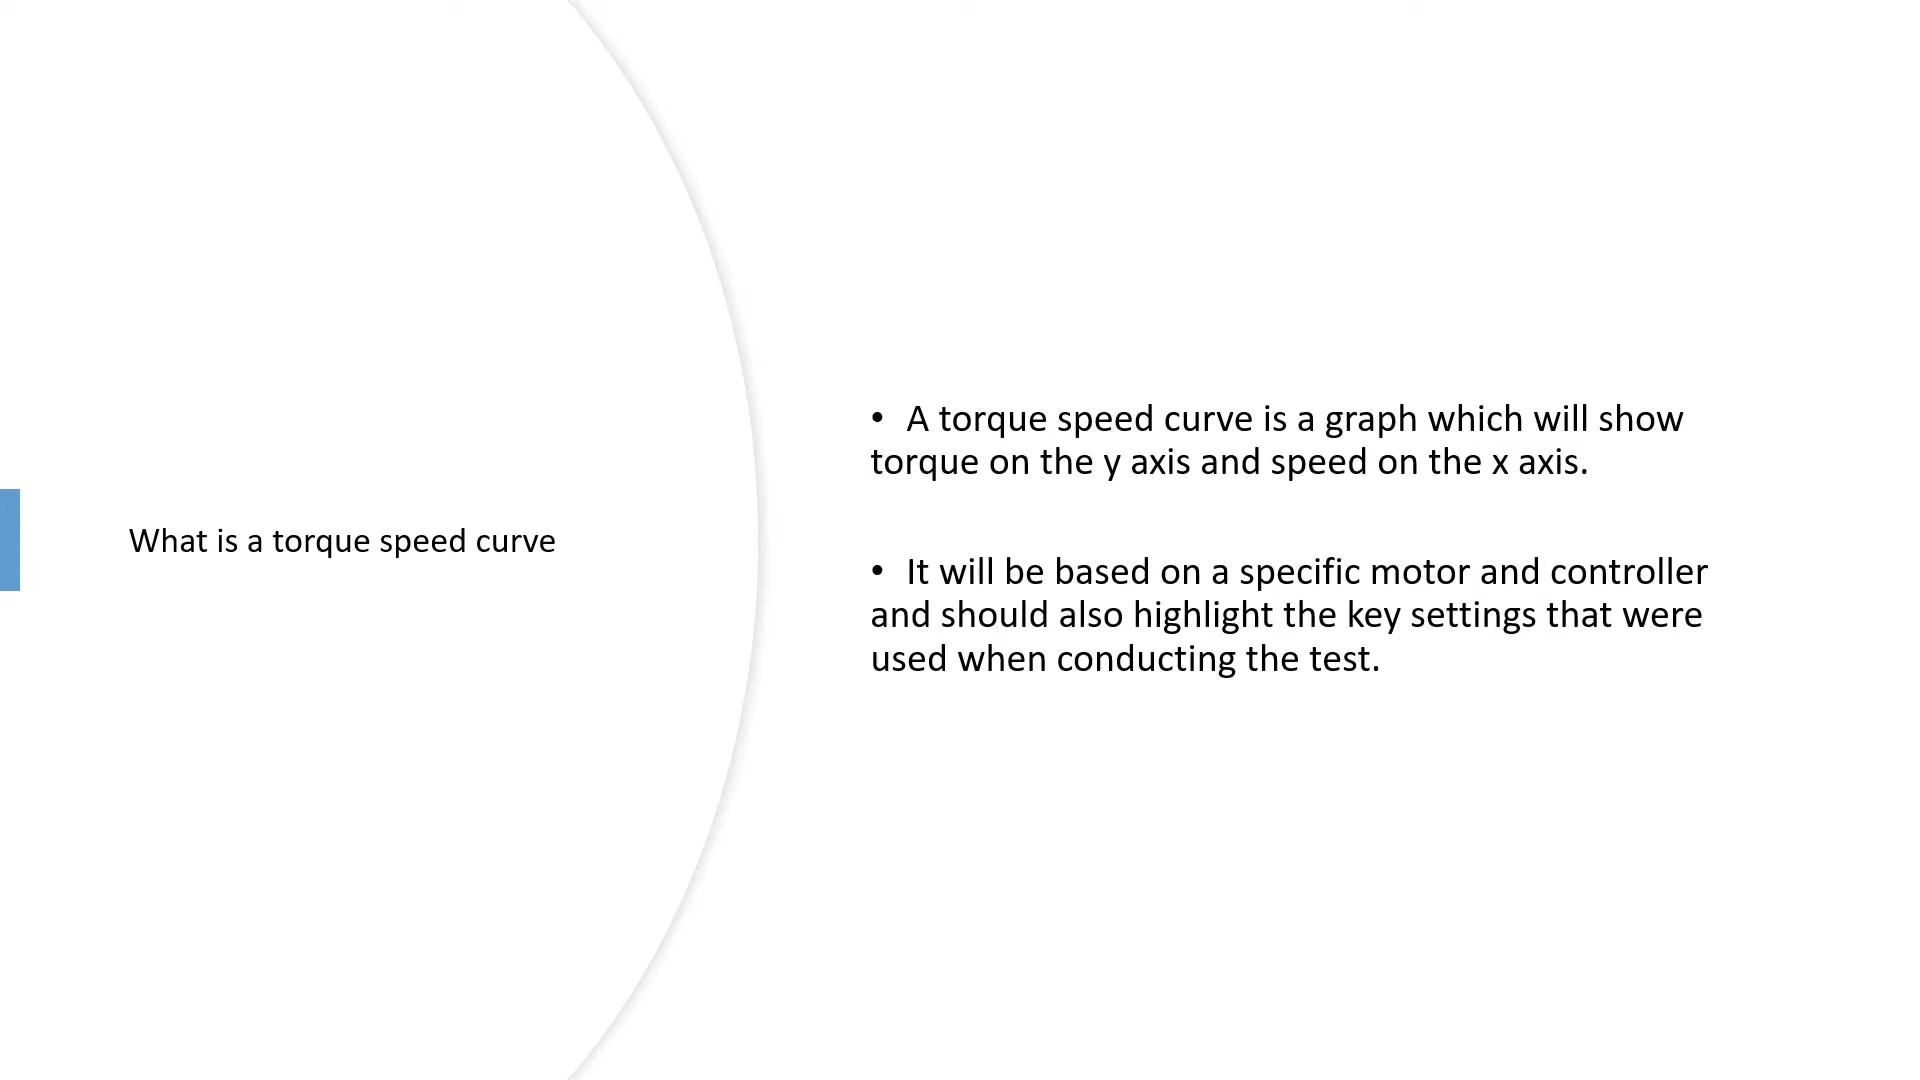 What is a torque speed curve
• A torque speed curve is a graph which will show
torque on the y axis and speed on the x axis.
• It will be based on a specific motor and controller
and should also highlight the key settings that were
used when conducting the test.